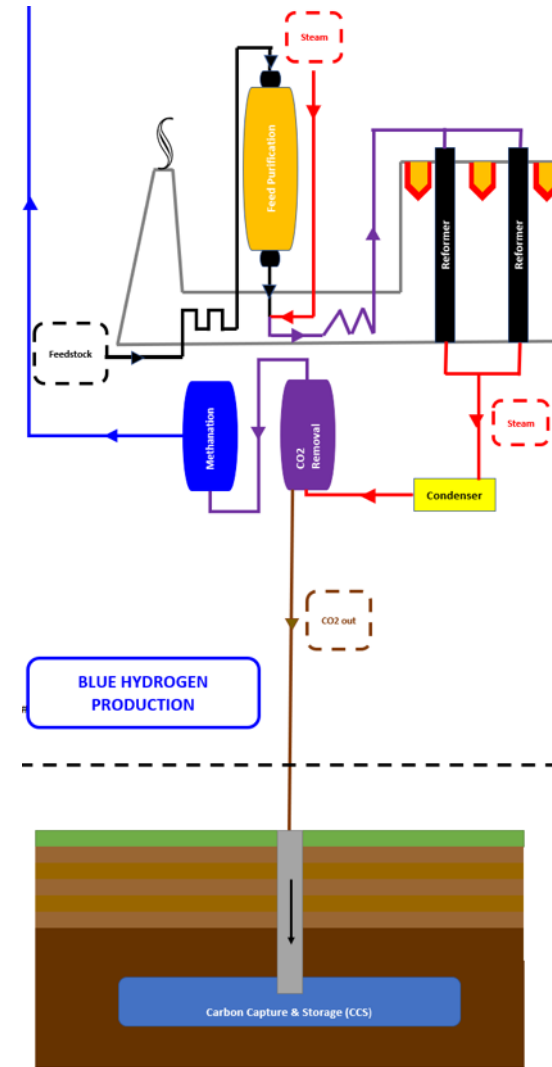 Steam
Feed Purification
Reformer
Reformer
Feedstock
Methanation
CO2
Removal
Steam
Condenser
CO2 out
BLUE HYDROGEN
PRODUCTION
Carbon Capture & Storage (CCS)